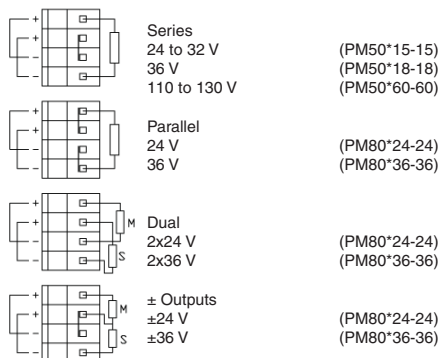 + + − −
Series
24 to 32 V (PM50*15-15)
36 V (PM50*18-18)
110 to 130 V (PM50*60-60)
+ + − −
Parallel
24 V (PM80*24-24)
36 V (PM80*36-36)
+ + − −
M
S
Dual
2x24 V (PM80*24-24)
2x36 V (PM80*36-36)
+ + − −
M
S
± Outputs
±24 V (PM80*24-24)
±36 V (PM80*36-36)